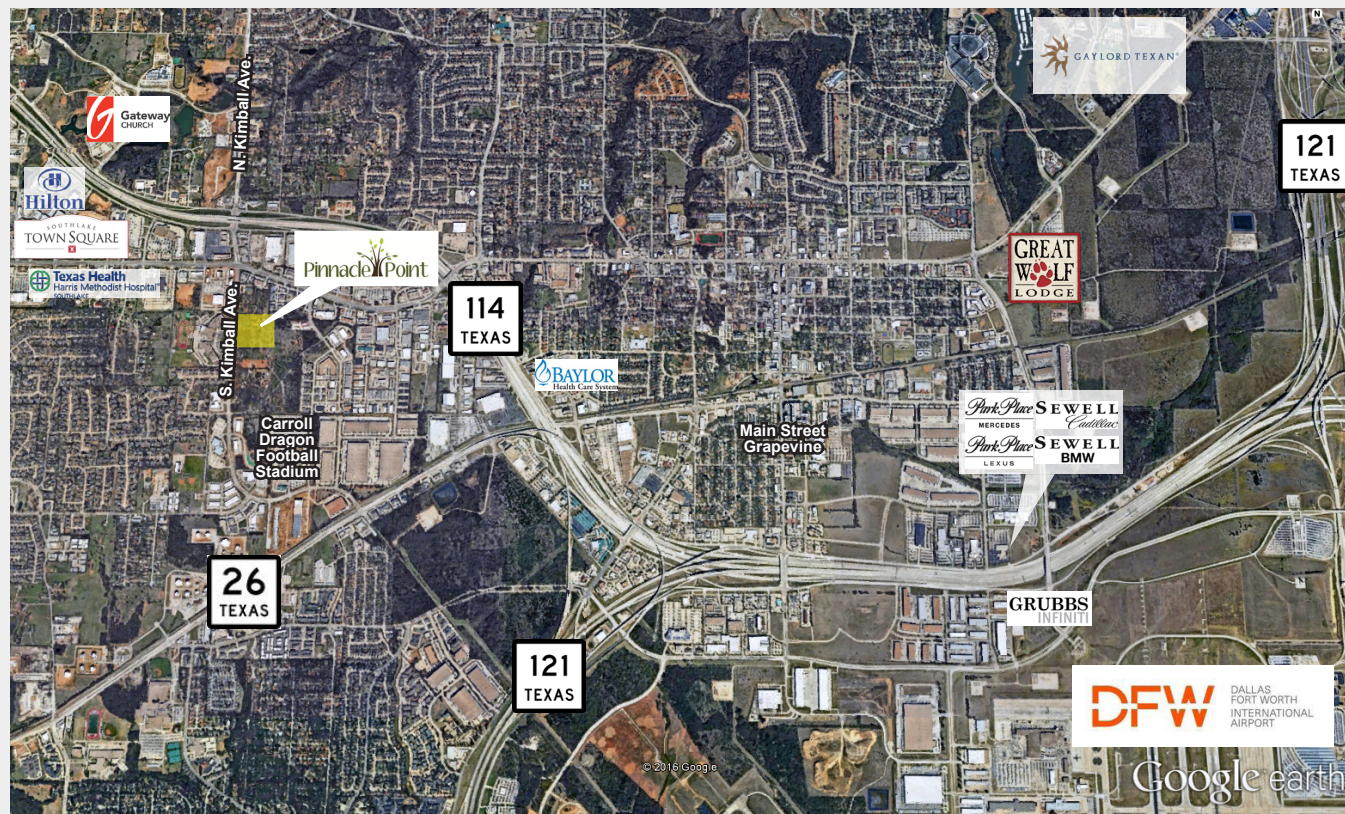 N
GAYLORD TEXAN
N. Kimball Ave.
Gateway
CHURCH
121
TEXAS
Hilton
SOUTHLAKE
TOWN SQUARE
Pinnacle Point
GREAT
WOLF
LODGE
Texas Health
Harris Methodist Hospital
SOUTHLAKE
S. Kimball Ave.
114
TEXAS
BAYLOR
Health Care System
Carroll
Dragon
Football
Stadium
Main Street
Grapevine
Park Place
MERCEDES
SEWELL
Cadillac
Park Place
LEXUS
SEWELL
BMW
26
TEXAS
GRUBBS
INFINITI
121
TEXAS
DFW
DALLAS
FORT WORTH
INTERNATIONAL
AIRPORT
© 2016 Google
Google earth